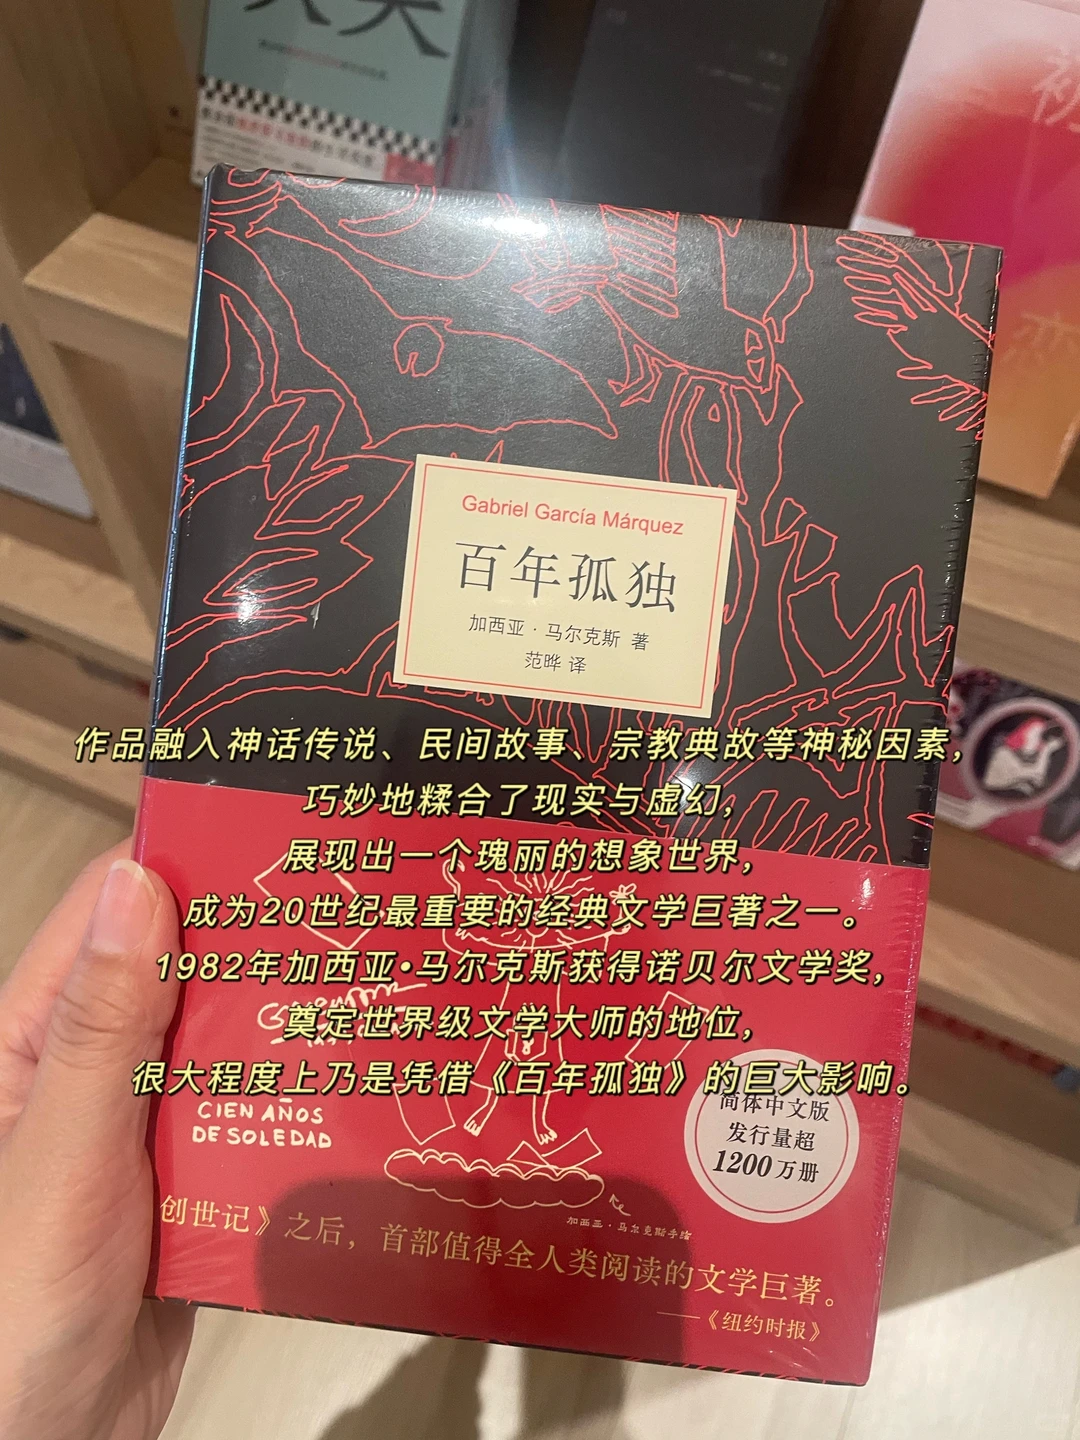 Gabriel García Márquez
百年孤独
加西亚·马尔克斯 著
范晔 译
作品融入神话传说、民间故事、宗教典故等神秘因素，
巧妙地糅合了现实与虚幻，
展现出一个瑰丽的想象世界，
成为20世纪最重要的经典文学巨著之一。
1982年加西亚•马尔克斯获得诺贝尔文学奖，
奠定世界级文学大师的地位，
很大程度上乃是凭借《百年孤独》的巨大影响。
CIEN AÑOS
DE SOLEDAD
简体中文版
发行量超
1200万册
加西亚·马尔克斯手绘
创世记》之后，首部值得全人类阅读的文学巨著。
——《纽约时报》